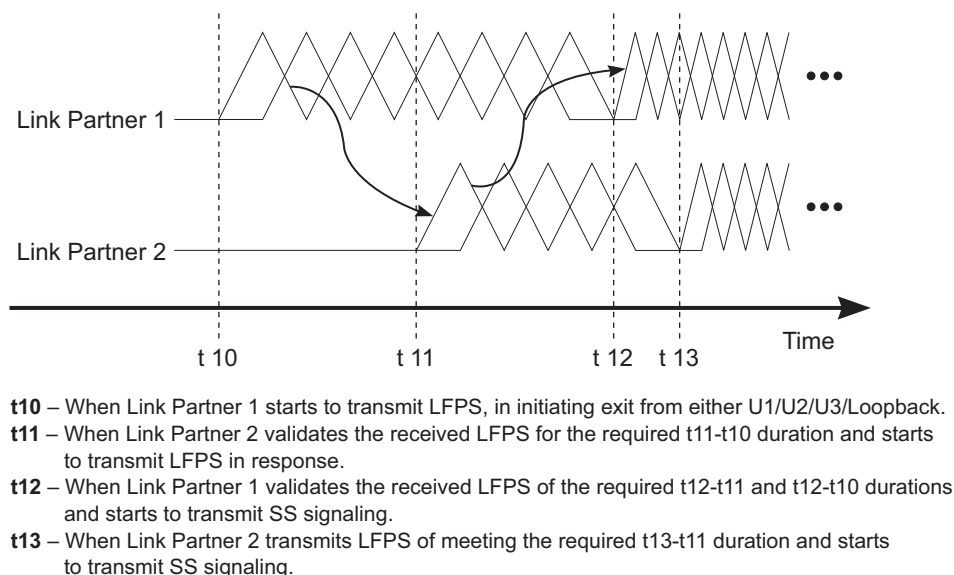 Link Partner 1
Link Partner 2
Time
t 10
t 11
t 12
t 13
t10 – When Link Partner 1 starts to transmit LFPS, in initiating exit from either U1/U2/U3/Loopback.
t11 – When Link Partner 2 validates the received LFPS for the required t11-t10 duration and starts
to transmit LFPS in response.
t12 – When Link Partner 1 validates the received LFPS of the required t12-t11 and t12-t10 durations
and starts to transmit SS signaling.
t13 – When Link Partner 2 transmits LFPS of meeting the required t13-t11 duration and starts
to transmit SS signaling.